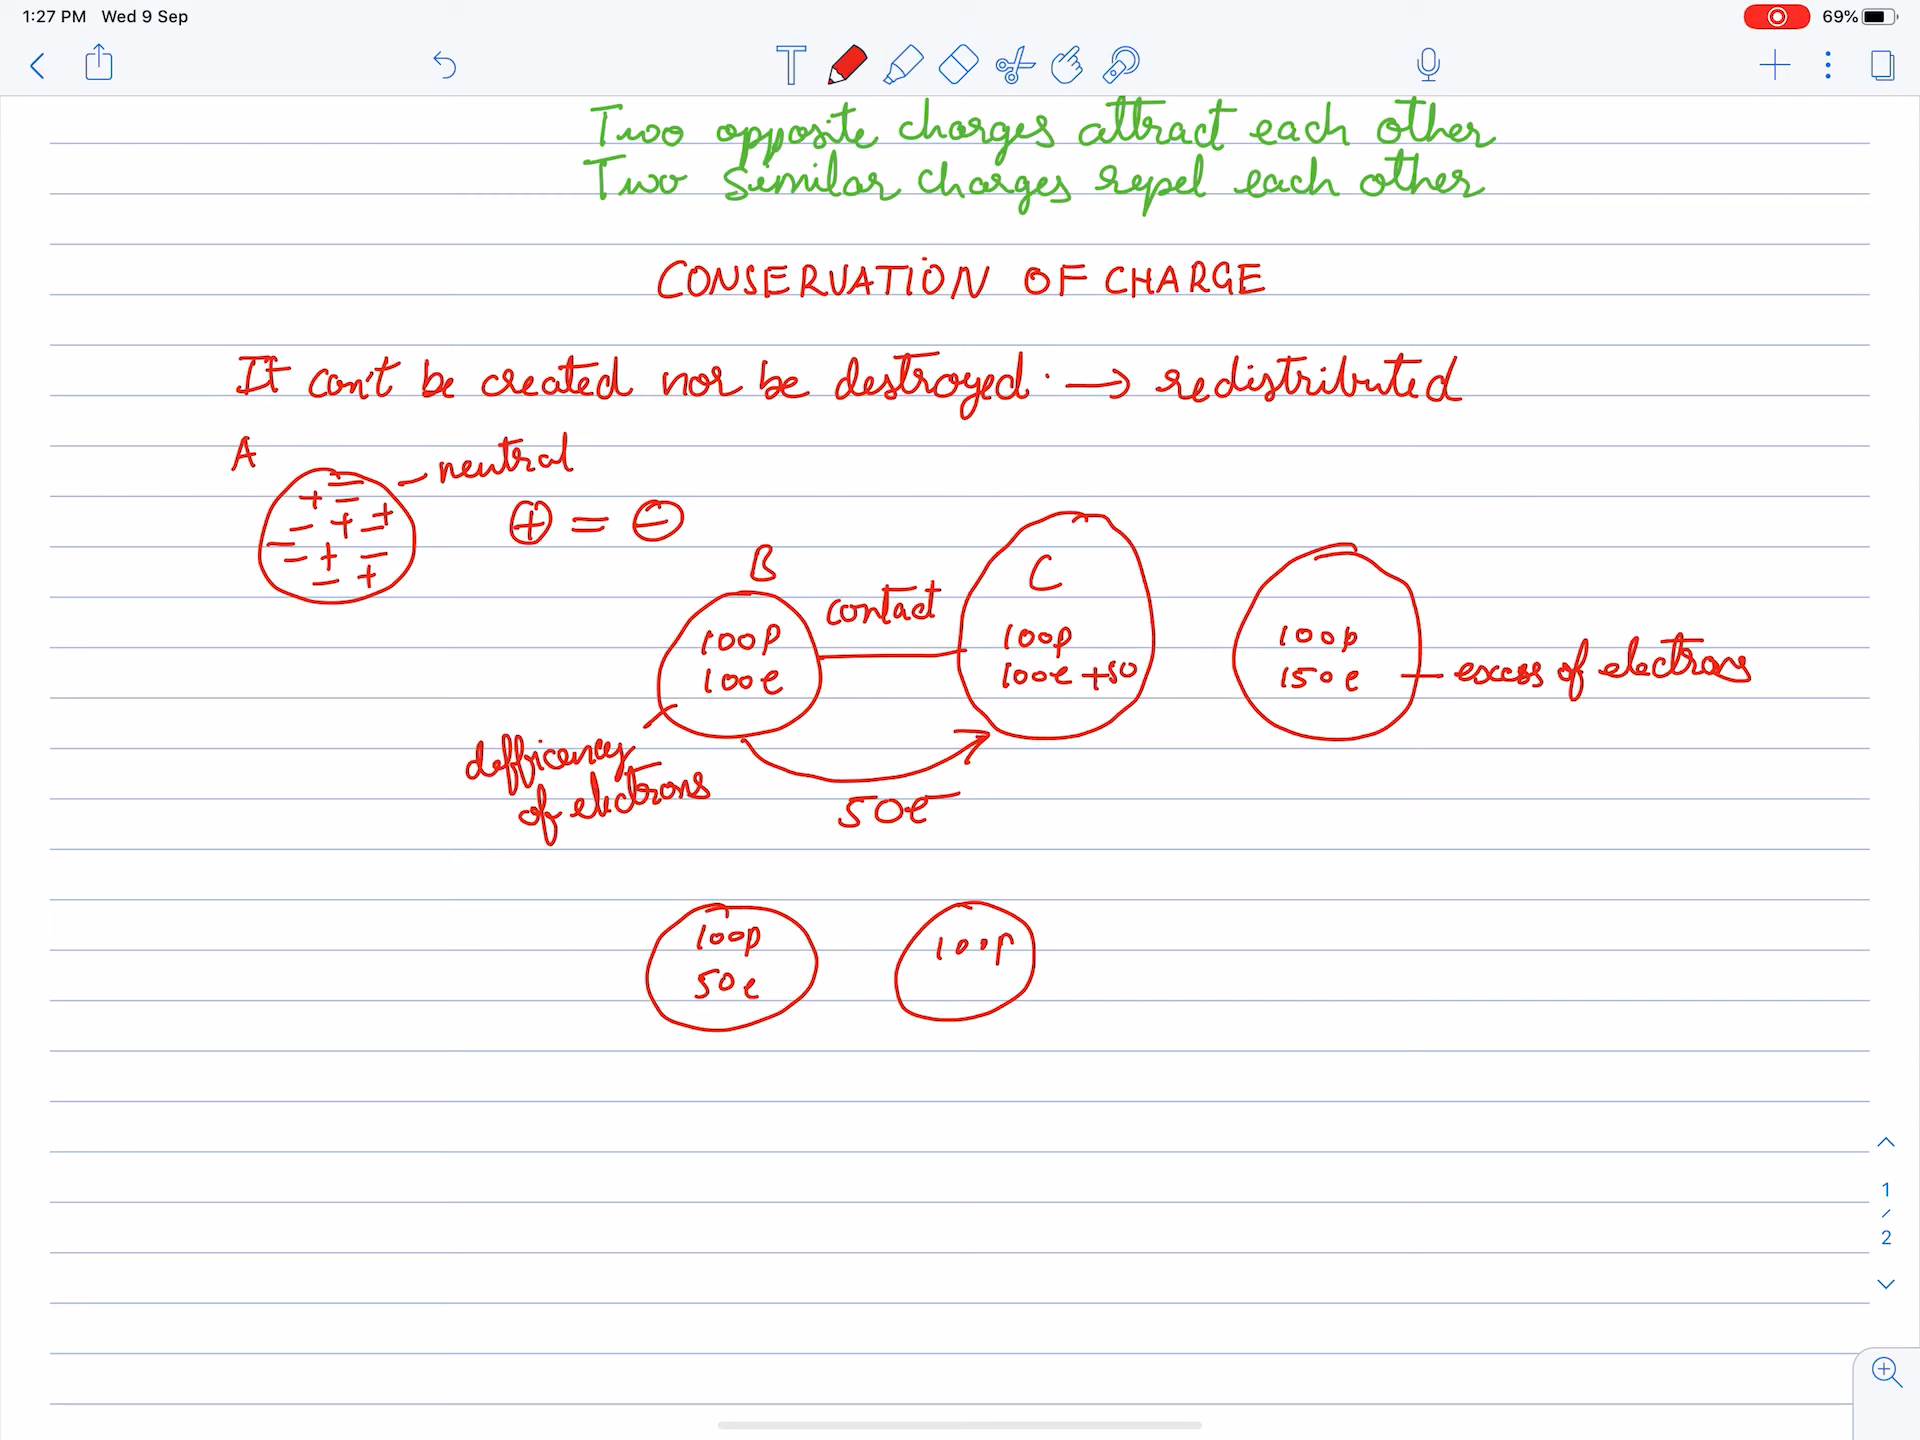 1:27 PM Wed 9 Sep
69%
Two opposite charges attract each other
Two similar charges repel each other
CONSERVATION OF CHARGE
It can't be created nor be destroyed. → redistributed
A
neutral
+ = -
B
100p
100e
contact
C
100p
100e +50
100p
150e
excess of electrons
defficency
of electrons
50e⁻
100p
50e
100p
1
/
2